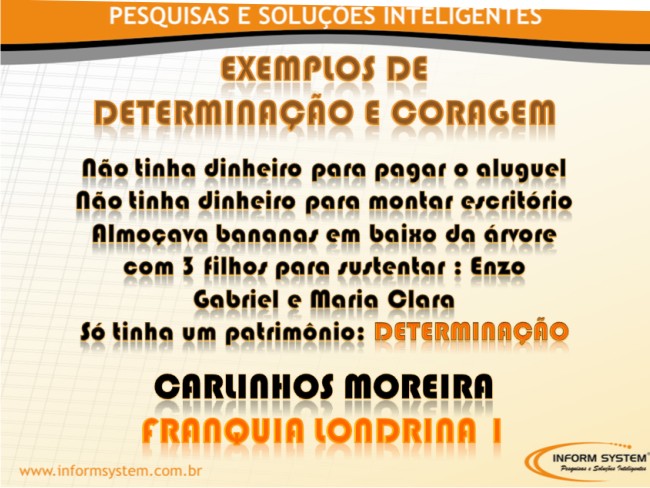 PESQUISAS E SOLUÇÕES INTELIGENTES
EXEMPLOS DE
DETERMINAÇÃO E CORAGEM
Não tinha dinheiro para pagar o aluguel
Não tinha dinheiro para montar escritório
Almoçava bananas em baixo da árvore
com 3 filhos para sustentar : Enzo
Gabriel e Maria Clara
Só tinha um patrimônio: DETERMINAÇÃO
CARLINHOS MOREIRA
FRANQUIA LONDRINA I
INFORM SYSTEM
Pesquisas e Soluções Inteligentes
www.informsystem.com.br